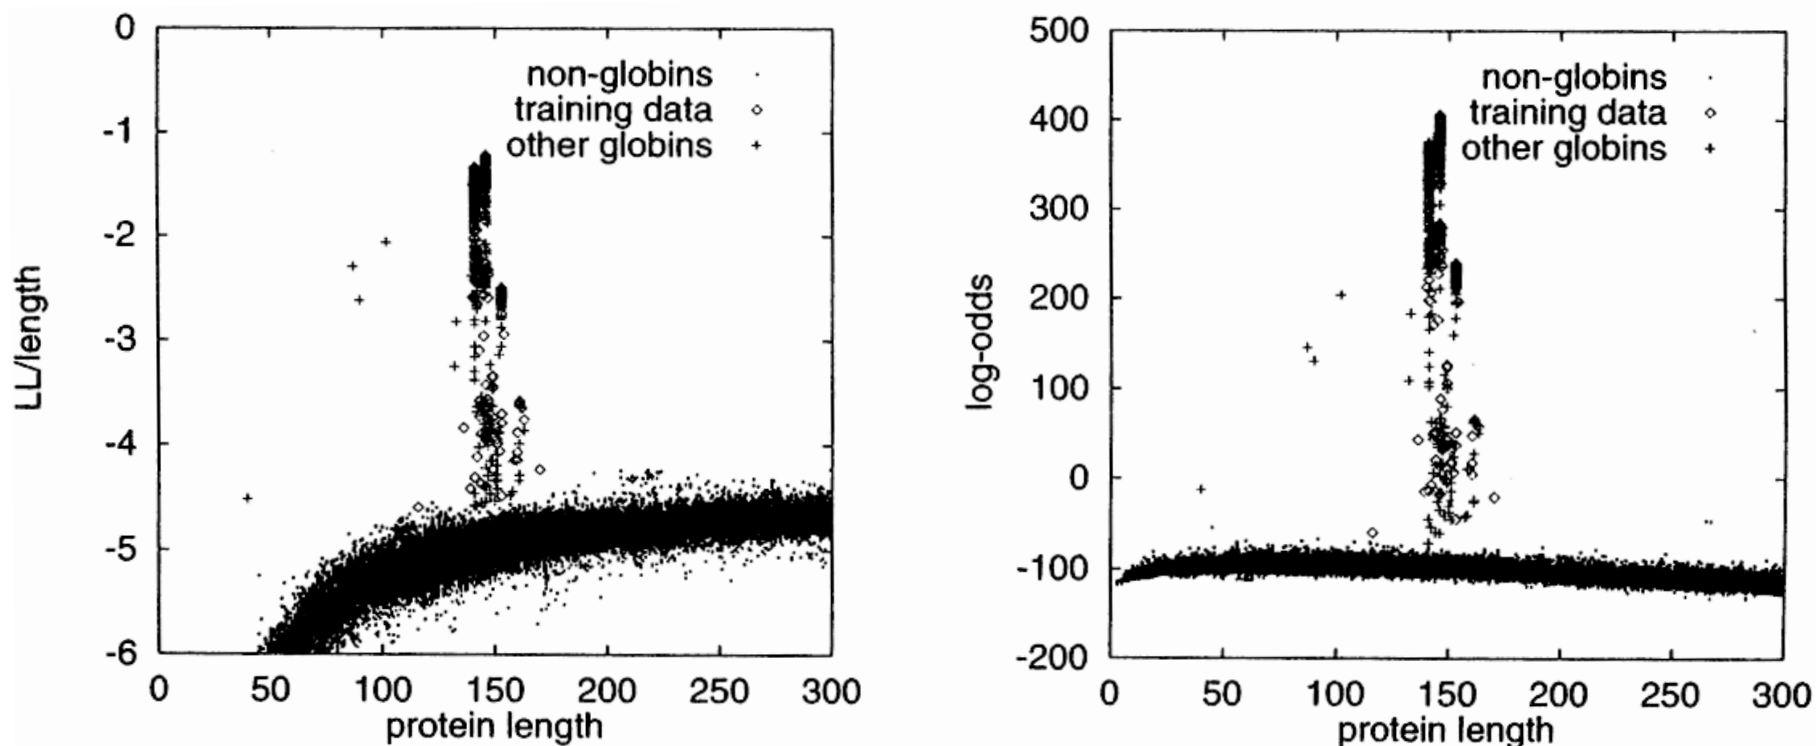 0
-1
-2
-3
-4
-5
-6
LL/length
non-globins
training data
other globins
0 50 100 150 200 250 300
protein length
500
400
300
200
100
0
-100
-200
log-odds
non-globins
training data
other globins
0 50 100 150 200 250 300
protein length